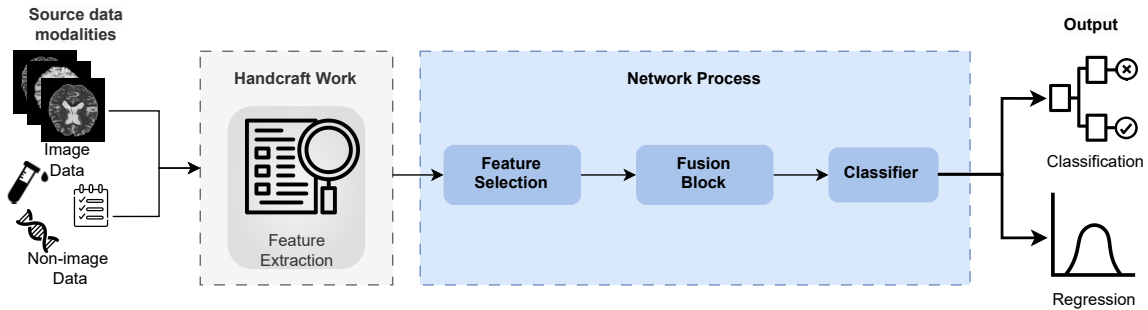 Source data
modalities
Image
Data
Non-image
Data
Handcraft Work
Feature
Extraction
Network Process
Feature
Selection
Fusion
Block
Classifier
Output
Classification
Regression